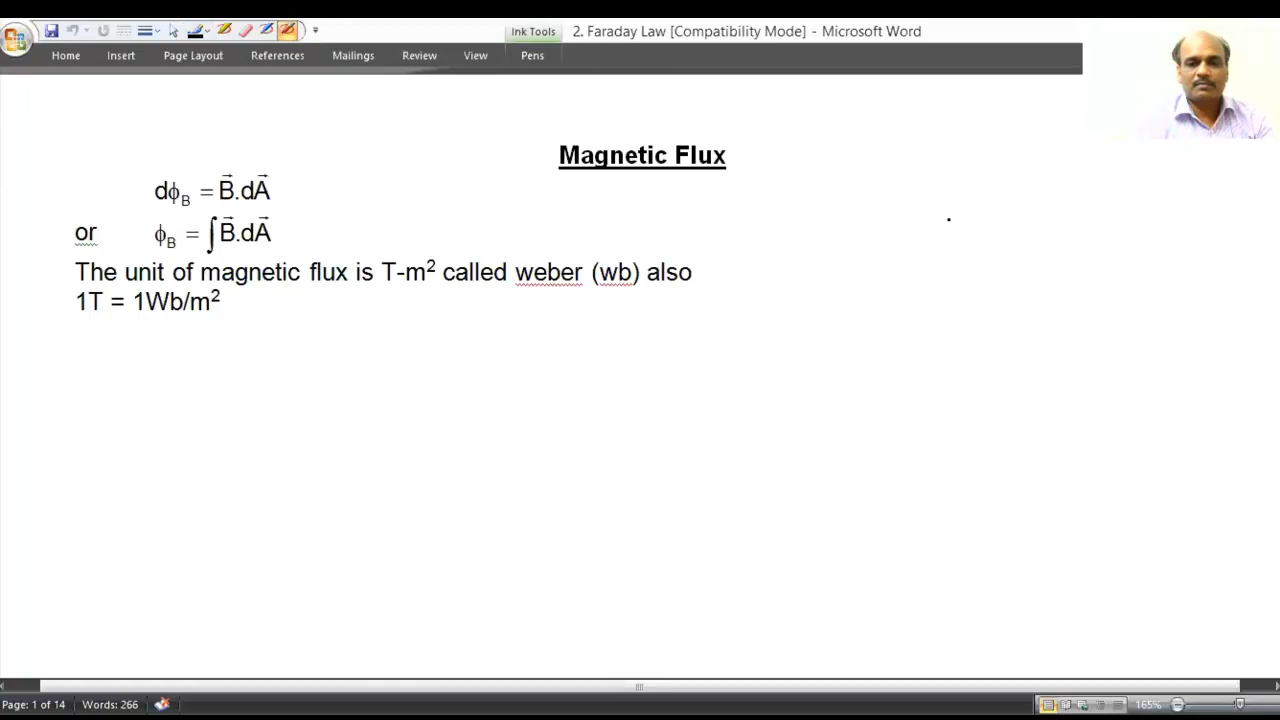 Ink Tools 2. Faraday Law [Compatibility Mode] - Microsoft Word
Home Insert Page Layout References Mailings Review View Pens
Magnetic Flux
dϕ_B = B⃗.dA⃗
or ϕ_B = ∫B⃗.dA⃗
The unit of magnetic flux is T-m² called weber (wb) also
1T = 1Wb/m²
Page: 1 of 14 Words: 266 165%